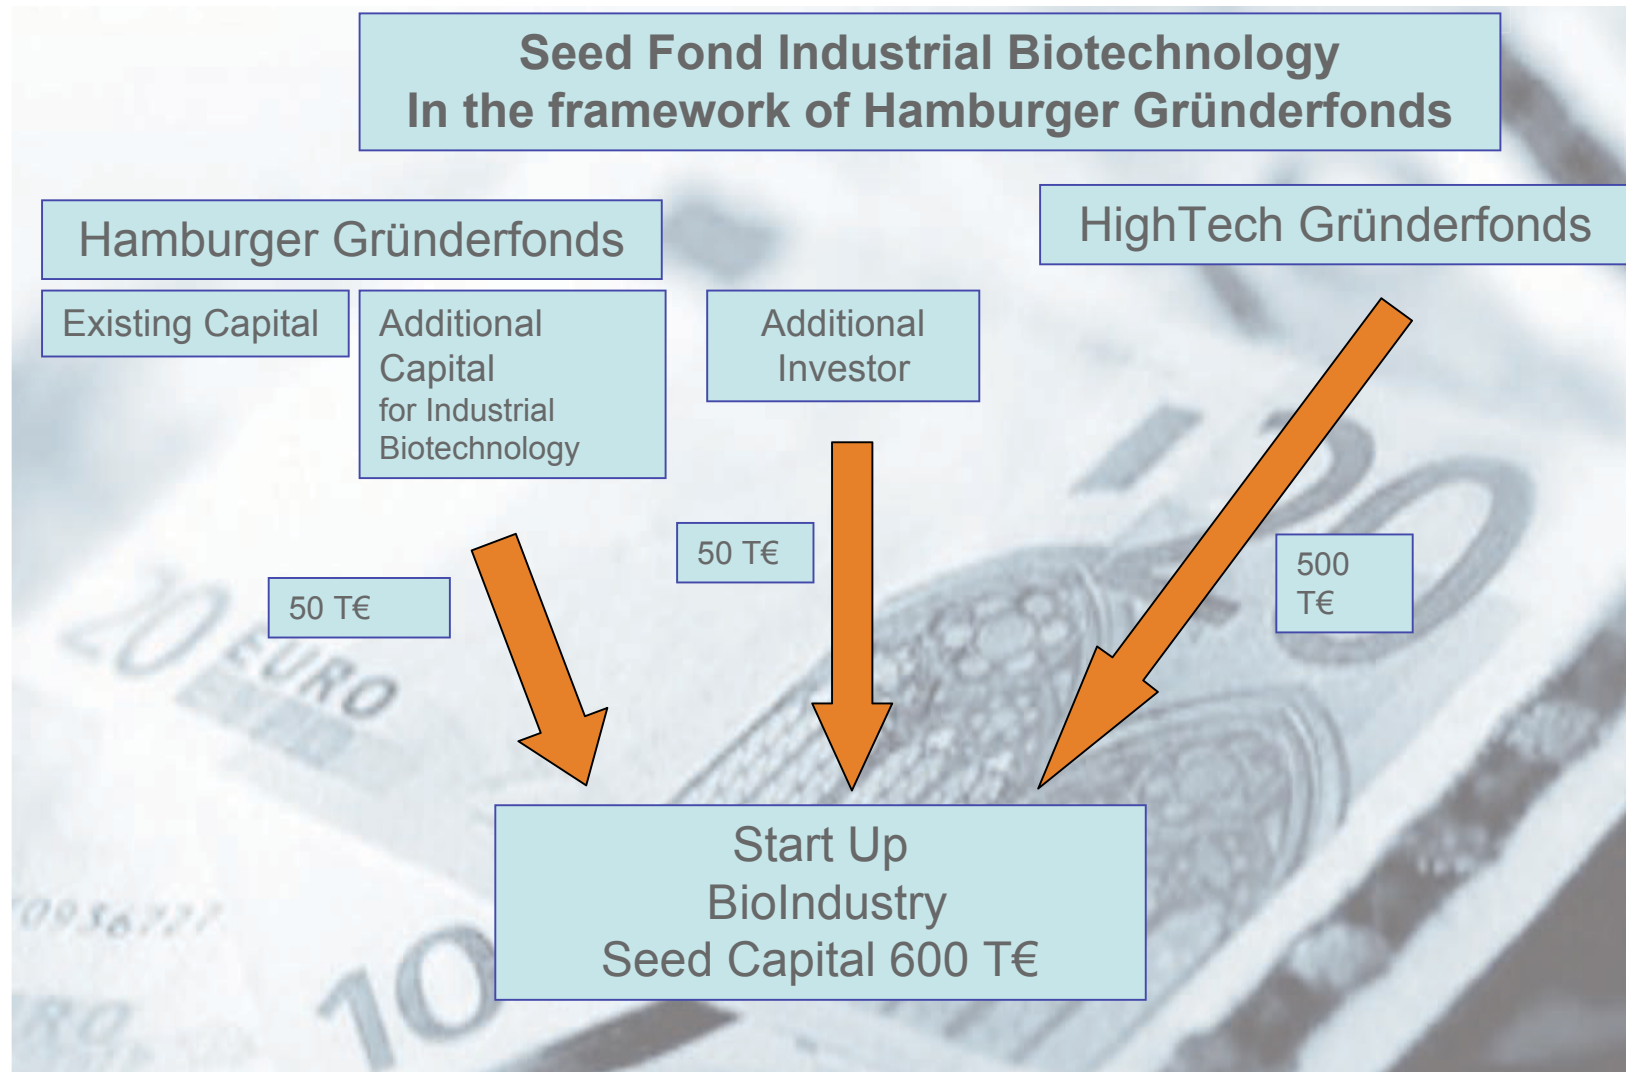 Seed Fond Industrial Biotechnology
In the framework of Hamburger Gründerfonds
Hamburger Gründerfonds
HighTech Gründerfonds
Existing Capital
Additional
Capital
for Industrial
Biotechnology
Additional
Investor
50 T€
50 T€
500
T€
20 EURO
20
10
Start Up
BioIndustry
Seed Capital 600 T€